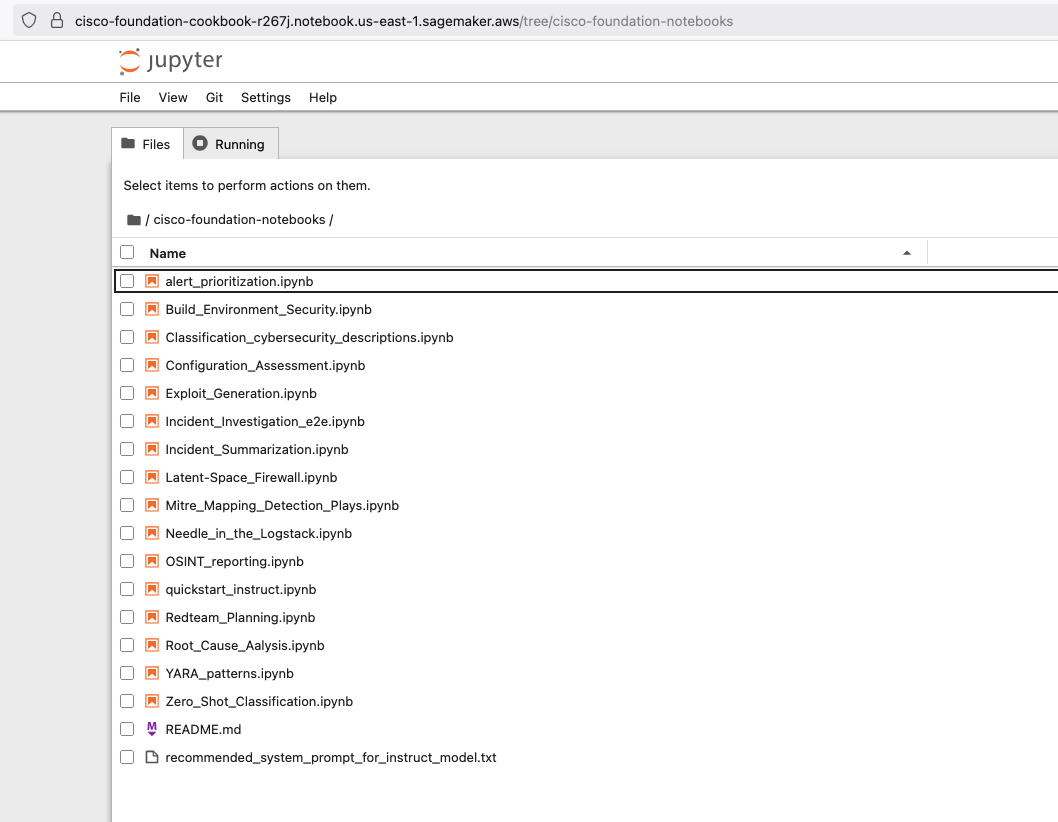 cisco-foundation-cookbook-r267j.notebook.us-east-1.sagemaker.aws/tree/cisco-foundation-notebooks
jupyter
File View Git Settings Help
Files Running
Select items to perform actions on them.
/ cisco-foundation-notebooks /
Name
alert_prioritization.ipynb
Build_Environment_Security.ipynb
Classification_cybersecurity_descriptions.ipynb
Configuration_Assessment.ipynb
Exploit_Generation.ipynb
Incident_Investigation_e2e.ipynb
Incident_Summarization.ipynb
Latent-Space_Firewall.ipynb
Mitre_Mapping_Detection_Plays.ipynb
Needle_in_the_Logstack.ipynb
OSINT_reporting.ipynb
quickstart_instruct.ipynb
Redteam_Planning.ipynb
Root_Cause_Aalysis.ipynb
YARA_patterns.ipynb
Zero_Shot_Classification.ipynb
README.md
recommended_system_prompt_for_instruct_model.txt